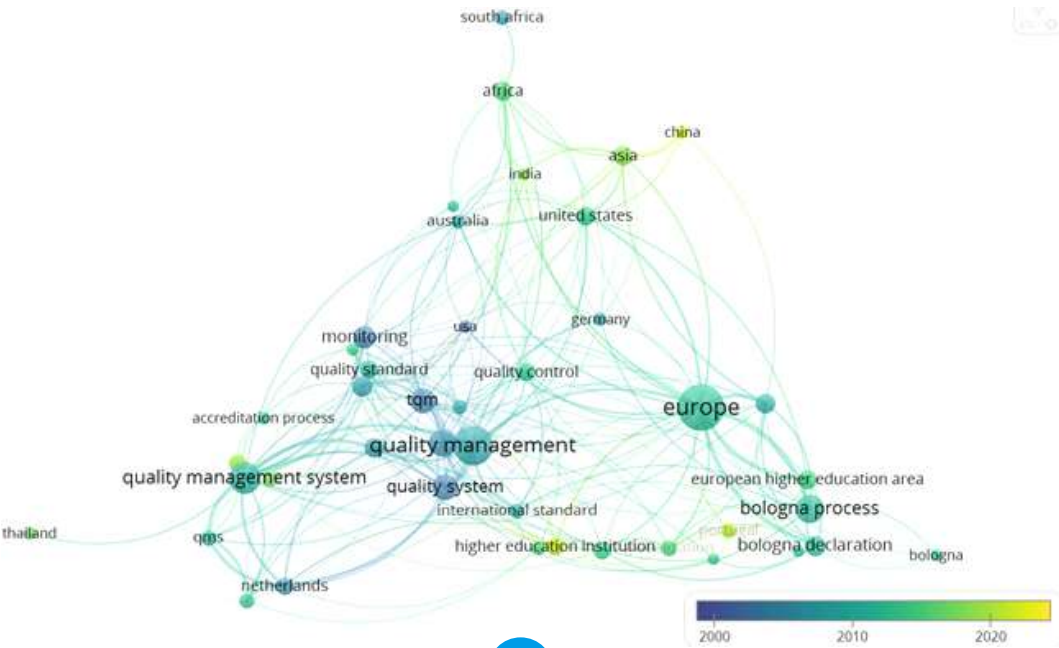 south africa
africa
china
asia
india
united states
australia
usa
germany
monitoring
quality standard
quality control
tqm
europe
accreditation process
quality management
quality management system
quality system
european higher education area
international standard
bologna process
thailand
qms
portugal
higher education institution
bologna declaration
bologna
netherlands
2000
2010
2020